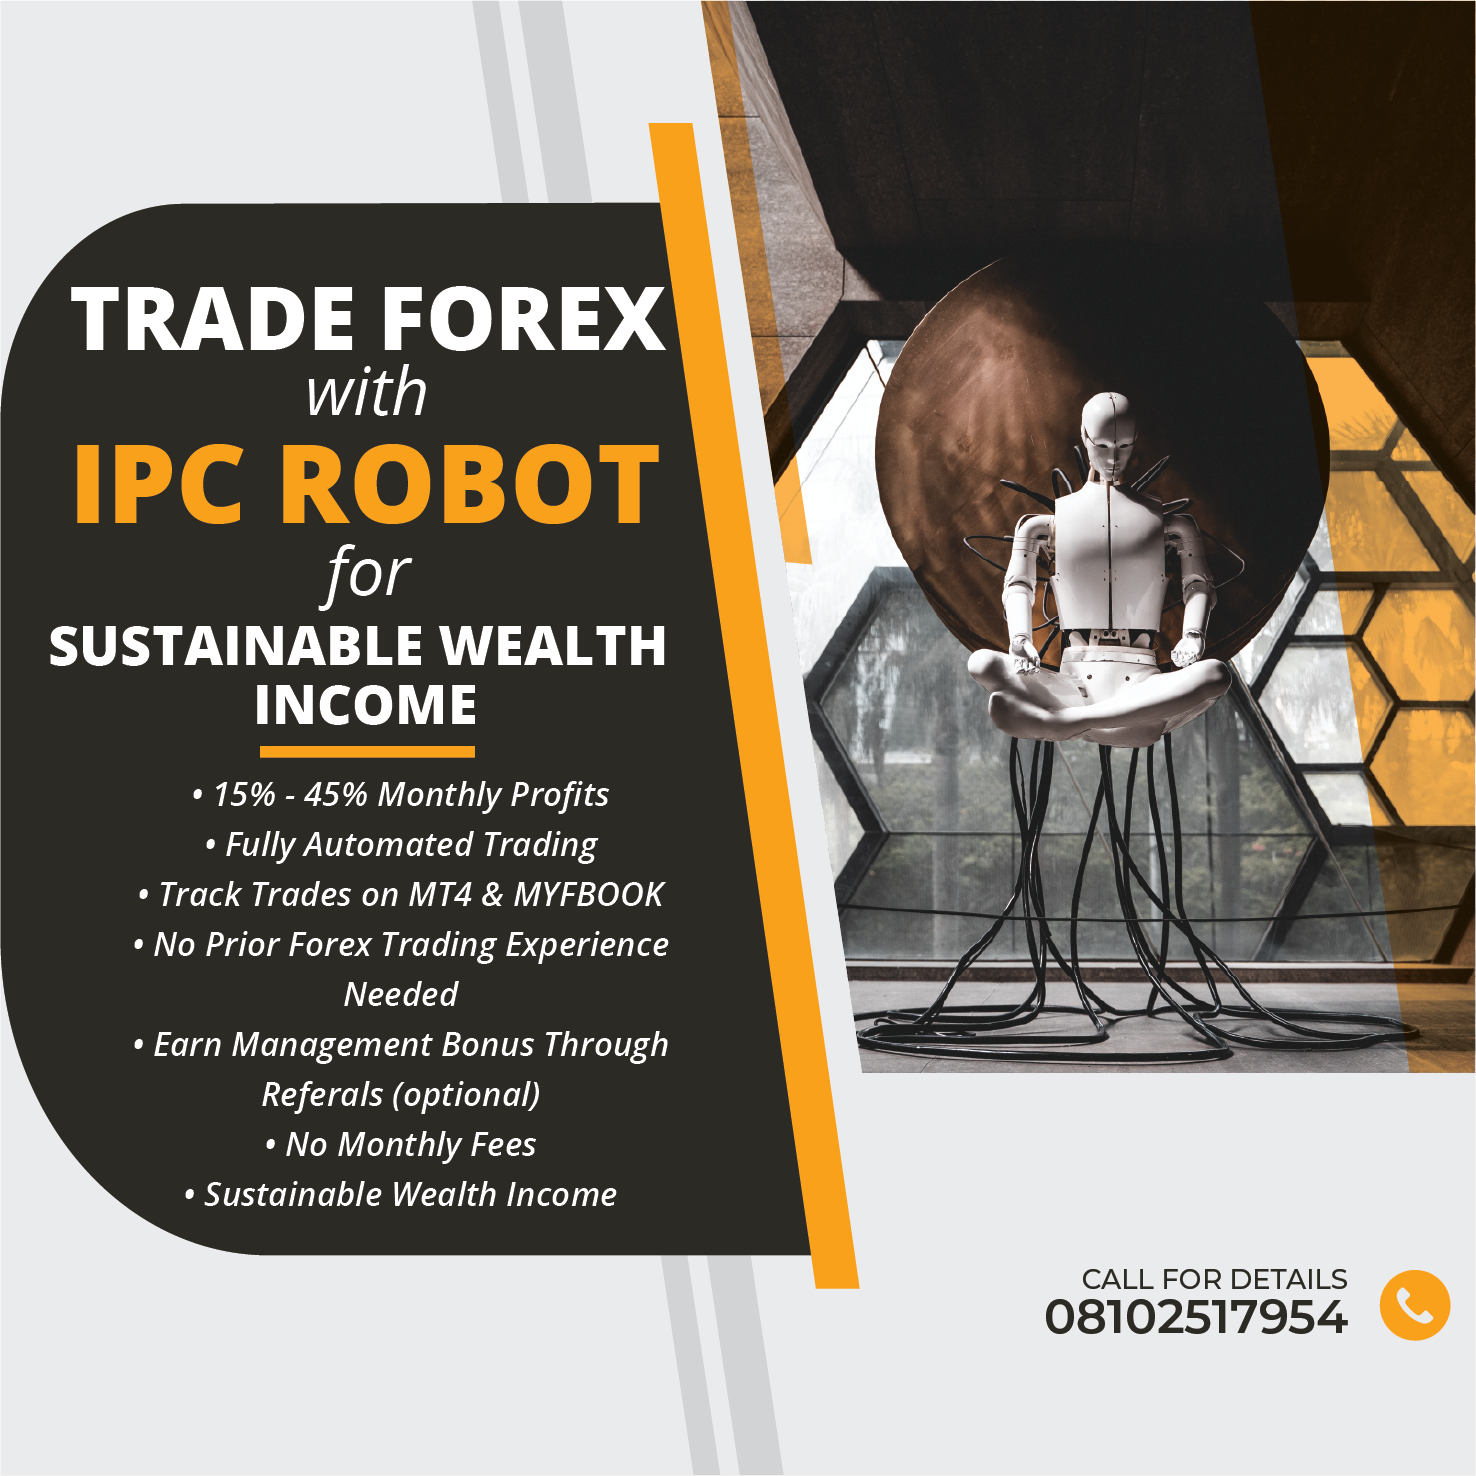 TRADE FOREX
with
IPC ROBOT
for
SUSTAINABLE WEALTH
INCOME
• 15% - 45% Monthly Profits
• Fully Automated Trading
• Track Trades on MT4 & MYFBOOK
• No Prior Forex Trading Experience
Needed
• Earn Management Bonus Through
Referals (optional)
• No Monthly Fees
• Sustainable Wealth Income
CALL FOR DETAILS
08102517954